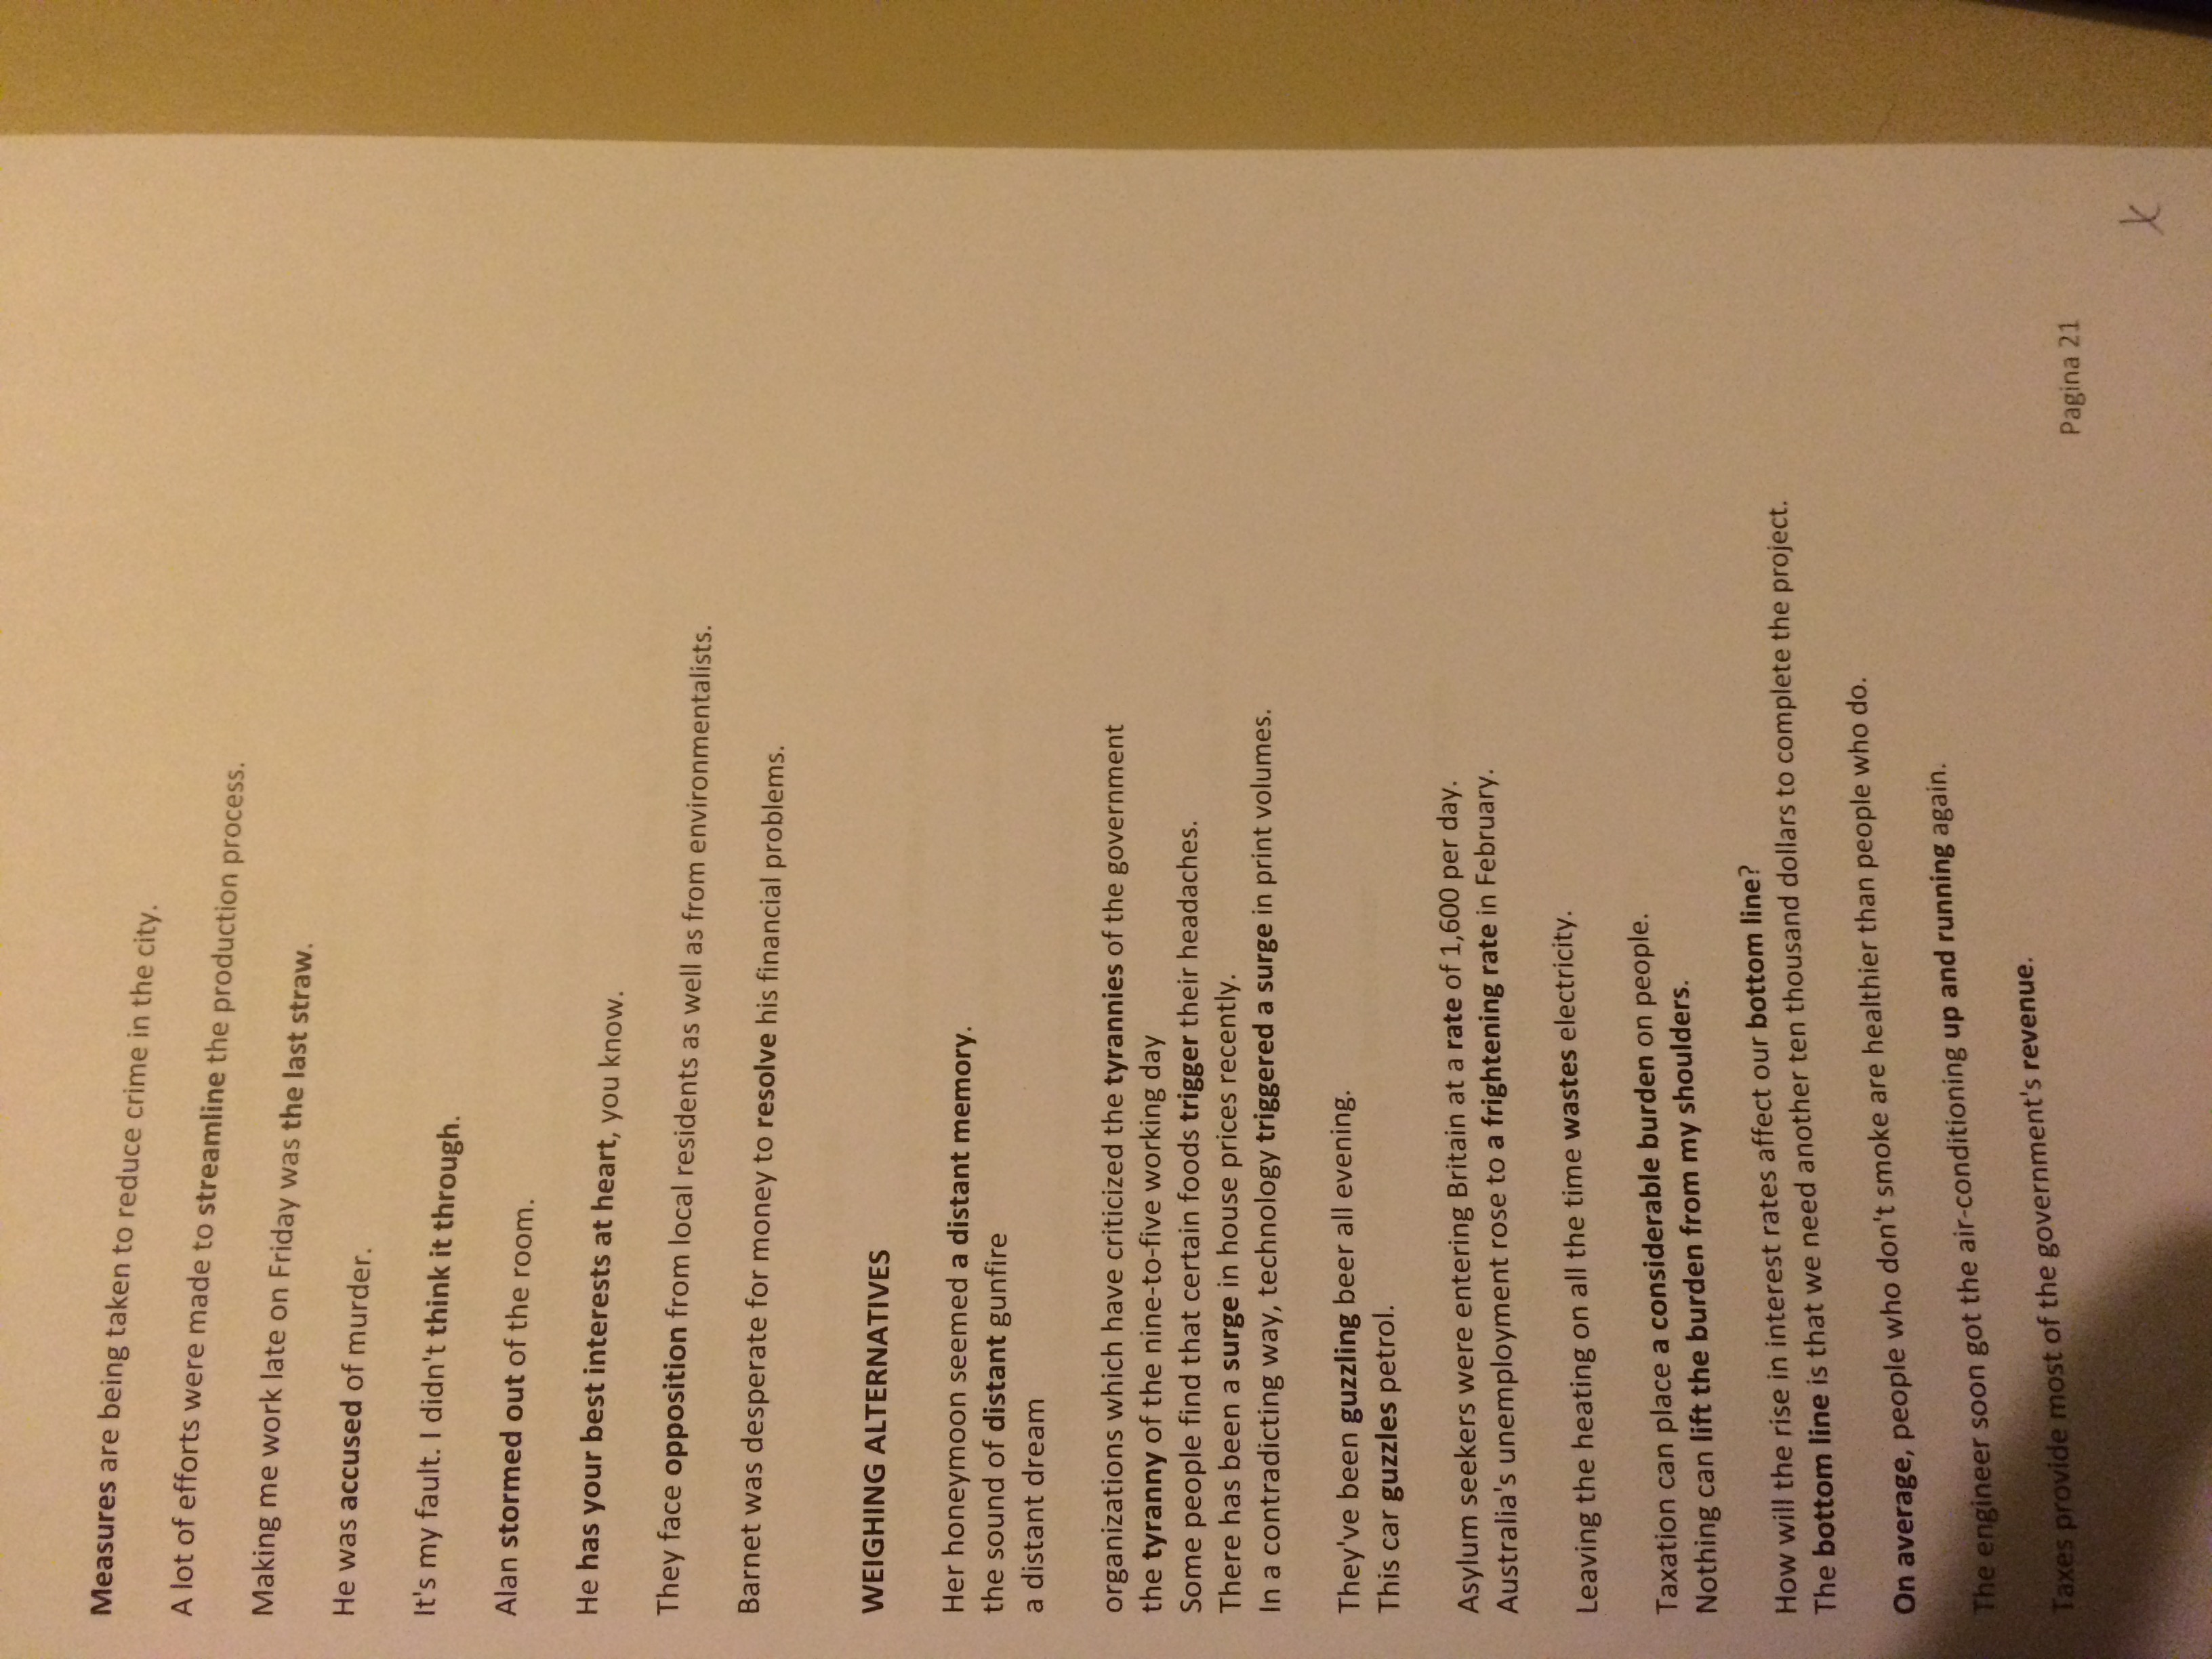 Measures are being taken to reduce crime in the city.
A lot of efforts were made to streamline the production process.
Making me work late on Friday was the last straw.
He was accused of murder.
It's my fault. I didn't think it through.
Alan stormed out of the room.
He has your best interests at heart, you know.
They face opposition from local residents as well as from environmentalists.
Barnet was desperate for money to resolve his financial problems.
WEIGHING ALTERNATIVES
Her honeymoon seemed a distant memory.
the sound of distant gunfire
a distant dream
organizations which have criticized the tyrannies of the government
the tyranny of the nine-to-five working day
Some people find that certain foods trigger their headaches.
There has been a surge in house prices recently.
In a contradicting way, technology triggered a surge in print volumes.
They've been guzzling beer all evening.
This car guzzles petrol.
Asylum seekers were entering Britain at a rate of 1,600 per day.
Australia's unemployment rose to a frightening rate in February.
Leaving the heating on all the time wastes electricity.
Taxation can place a considerable burden on people.
Nothing can lift the burden from my shoulders.
How will the rise in interest rates affect our bottom line?
The bottom line is that we need another ten thousand dollars to complete the project.
On average, people who don't smoke are healthier than people who do.
The engineer soon got the air-conditioning up and running again.
Taxes provide most of the government's revenue.
Pagina 21
x